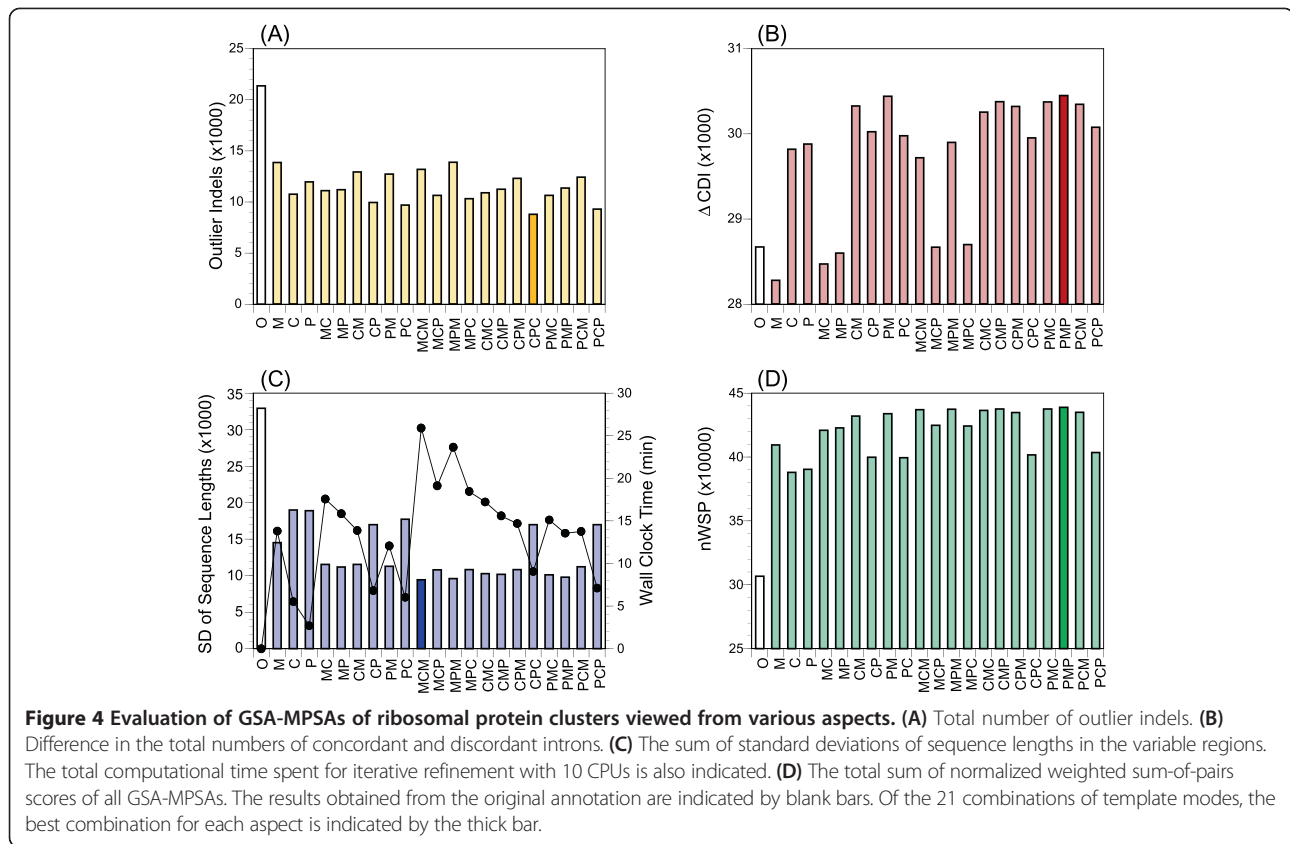 (A)
25
20
15
10
5
0
Outlier Indels (x1000)
O M C P MC MP CM CP PM PC MCM MCP MPM MPC CMC CMP CPM CPC PMC PMP PCM PCP
(B)
31
30
29
28
Δ CDI (x1000)
O M C P MC MP CM CP PM PC MCM MCP MPM MPC CMC CMP CPM CPC PMC PMP PCM PCP
(C)
35
30
25
20
15
10
5
0
SD of Sequence Lengths (x1000)
30
25
20
15
10
5
0
Wall Clock Time (min)
O M C P MC MP CM CP PM PC MCM MCP MPM MPC CMC CMP CPM CPC PMC PMP PCM PCP
(D)
45
40
35
30
25
nWSP (x10000)
O M C P MC MP CM CP PM PC MCM MCP MPM MPC CMC CMP CPM CPC PMC PMP PCM PCP
Figure 4 Evaluation of GSA-MPSAs of ribosomal protein clusters viewed from various aspects. (A) Total number of outlier indels. (B)
Difference in the total numbers of concordant and discordant introns. (C) The sum of standard deviations of sequence lengths in the variable regions.
The total computational time spent for iterative refinement with 10 CPUs is also indicated. (D) The total sum of normalized weighted sum-of-pairs
scores of all GSA-MPSAs. The results obtained from the original annotation are indicated by blank bars. Of the 21 combinations of template modes, the
best combination for each aspect is indicated by the thick bar.